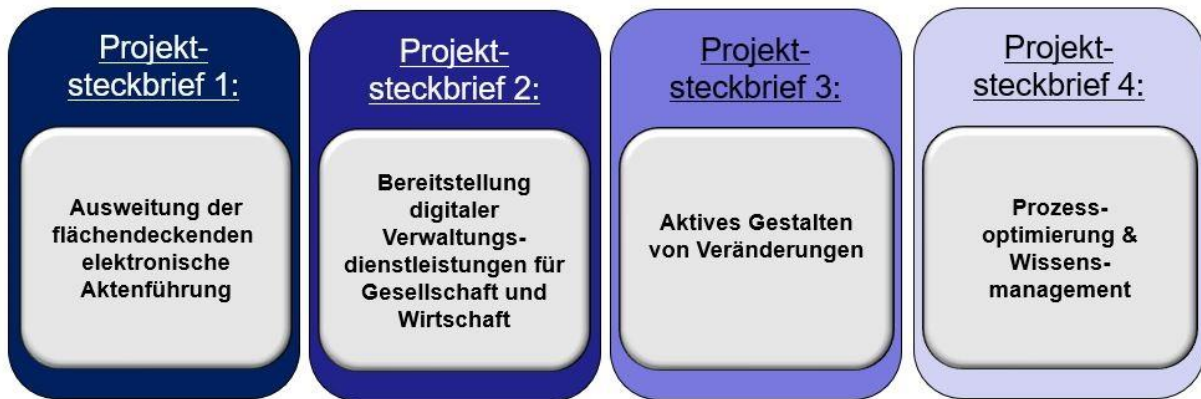 Projekt-
steckbrief 1:
Ausweitung der
flächendeckenden
elektronische
Aktenführung
Projekt-
steckbrief 2:
Bereitstellung
digitaler
Verwaltungs-
dienstleistungen für
Gesellschaft und
Wirtschaft
Projekt-
steckbrief 3:
Aktives Gestalten
von Veränderungen
Projekt-
steckbrief 4:
Prozess-
optimierung &
Wissens-
management